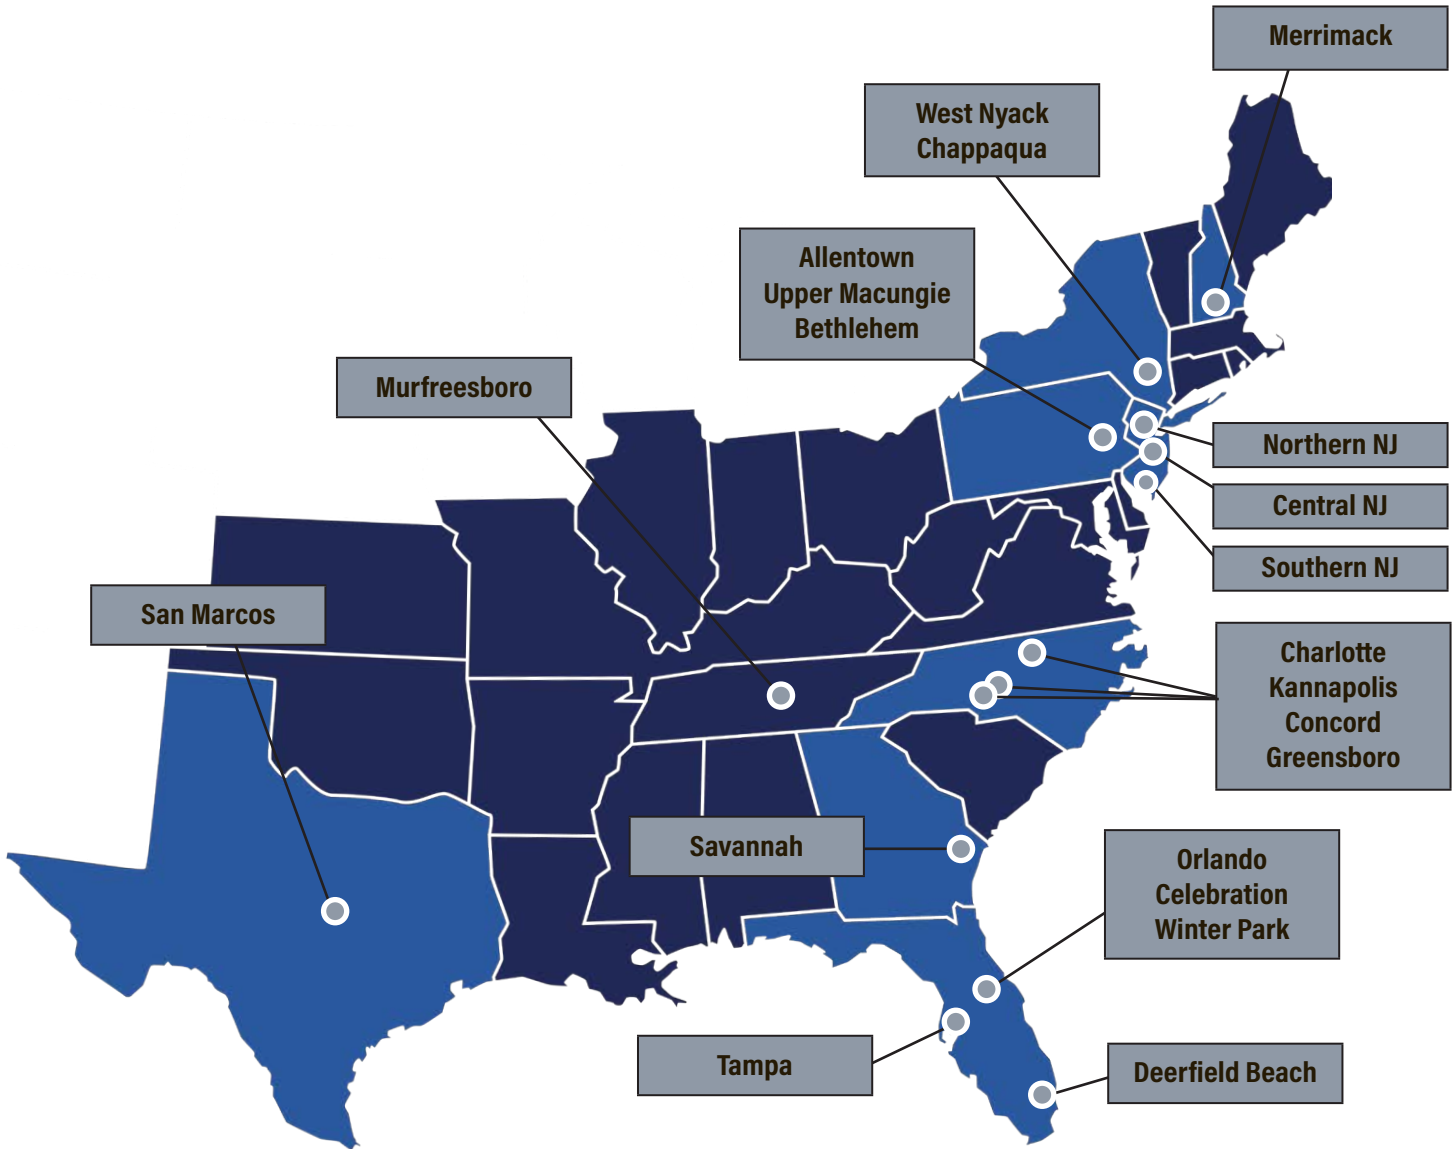 Merrimack
West Nyack
Chappaqua
Allentown
Upper Macungie
Bethlehem
Murfreesboro
Northern NJ
Central NJ
Southern NJ
San Marcos
Charlotte
Kannapolis
Concord
Greensboro
Savannah
Orlando
Celebration
Winter Park
Tampa
Deerfield Beach